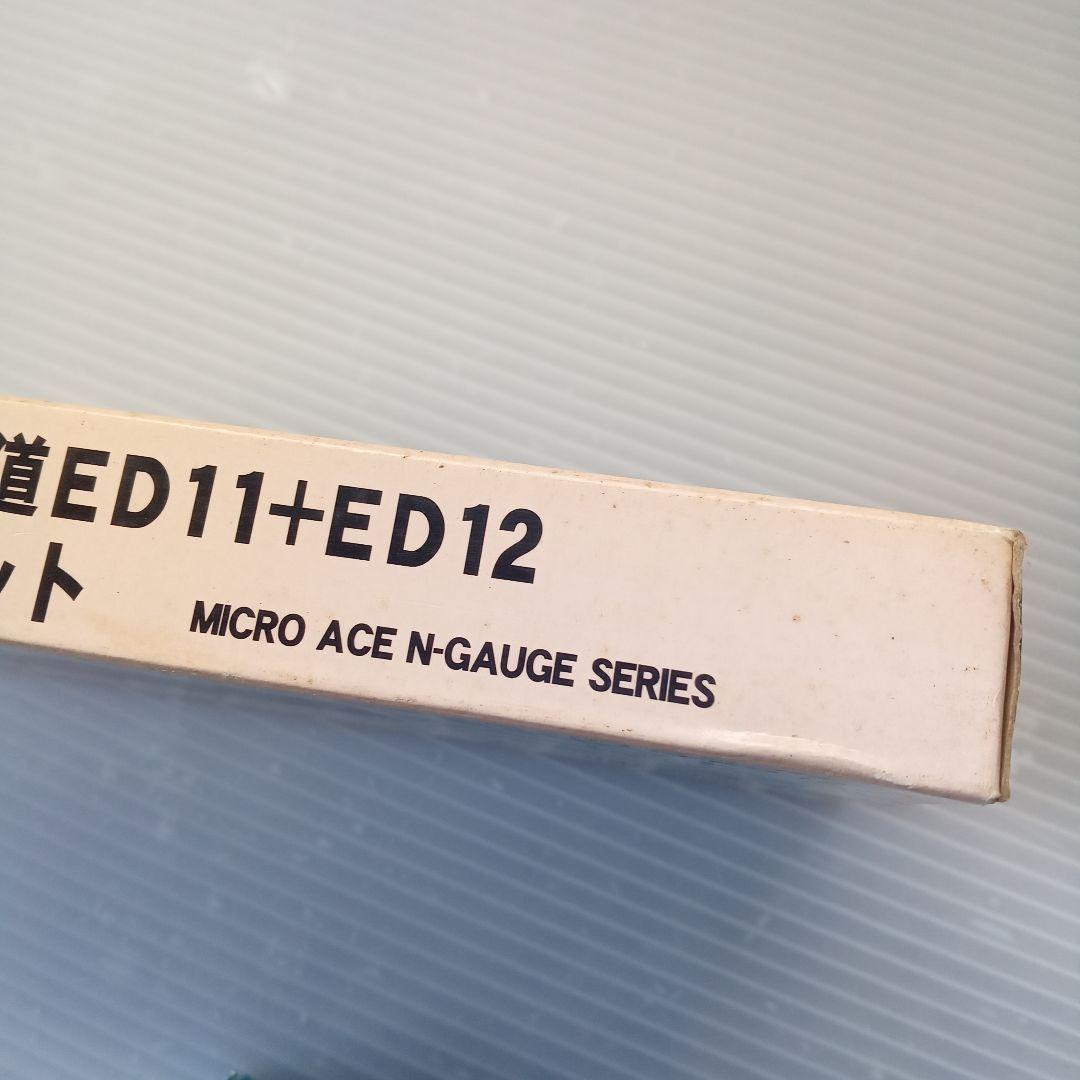 道ED11+ED12
ット
MICRO ACE N-GAUGE SERIES